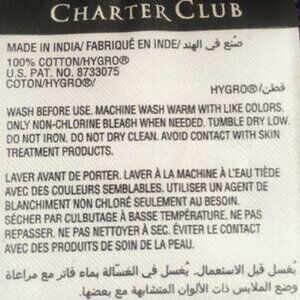 CHARTER CLUB
MADE IN INDIA/ FABRIQUÉ EN INDE/ صنع في الهند
100% COTTON/HYGRO®
U.S. PAT. NO. 8733075
COTON/HYGRO®/
HYGRO®/قطن
WASH BEFORE USE. MACHINE WASH WARM WITH LIKE COLORS.
ONLY NON-CHLORINE BLEACH WHEN NEEDED. TUMBLE DRY LOW.
DO NOT IRON. DO NOT DRY CLEAN. AVOID CONTACT WITH SKIN
TREATMENT PRODUCTS.
LAVER AVANT DE PORTER. LAVER À LA MACHINE À L'EAU TIÈDE
AVEC DES COULEURS SEMBLABLES. UTILISER UN AGENT DE
BLANCHIMENT NON CHLORÉ SEULEMENT AU BESOIN.
SÉCHER PAR CULBUTAGE À BASSE TEMPÉRATURE. NE PAS
REPASSER. NE PAS NETTOYER À SEC. ÉVITER LE CONTACT
AVEC DES PRODUITS DE SOIN DE LA PEAU.
يُغسل قبل الاستعمال. يُغسل في الغسالة بماء فاتر مع مراعاة
وضع الملابس ذات الألوان المتشابهة مع بعضها.